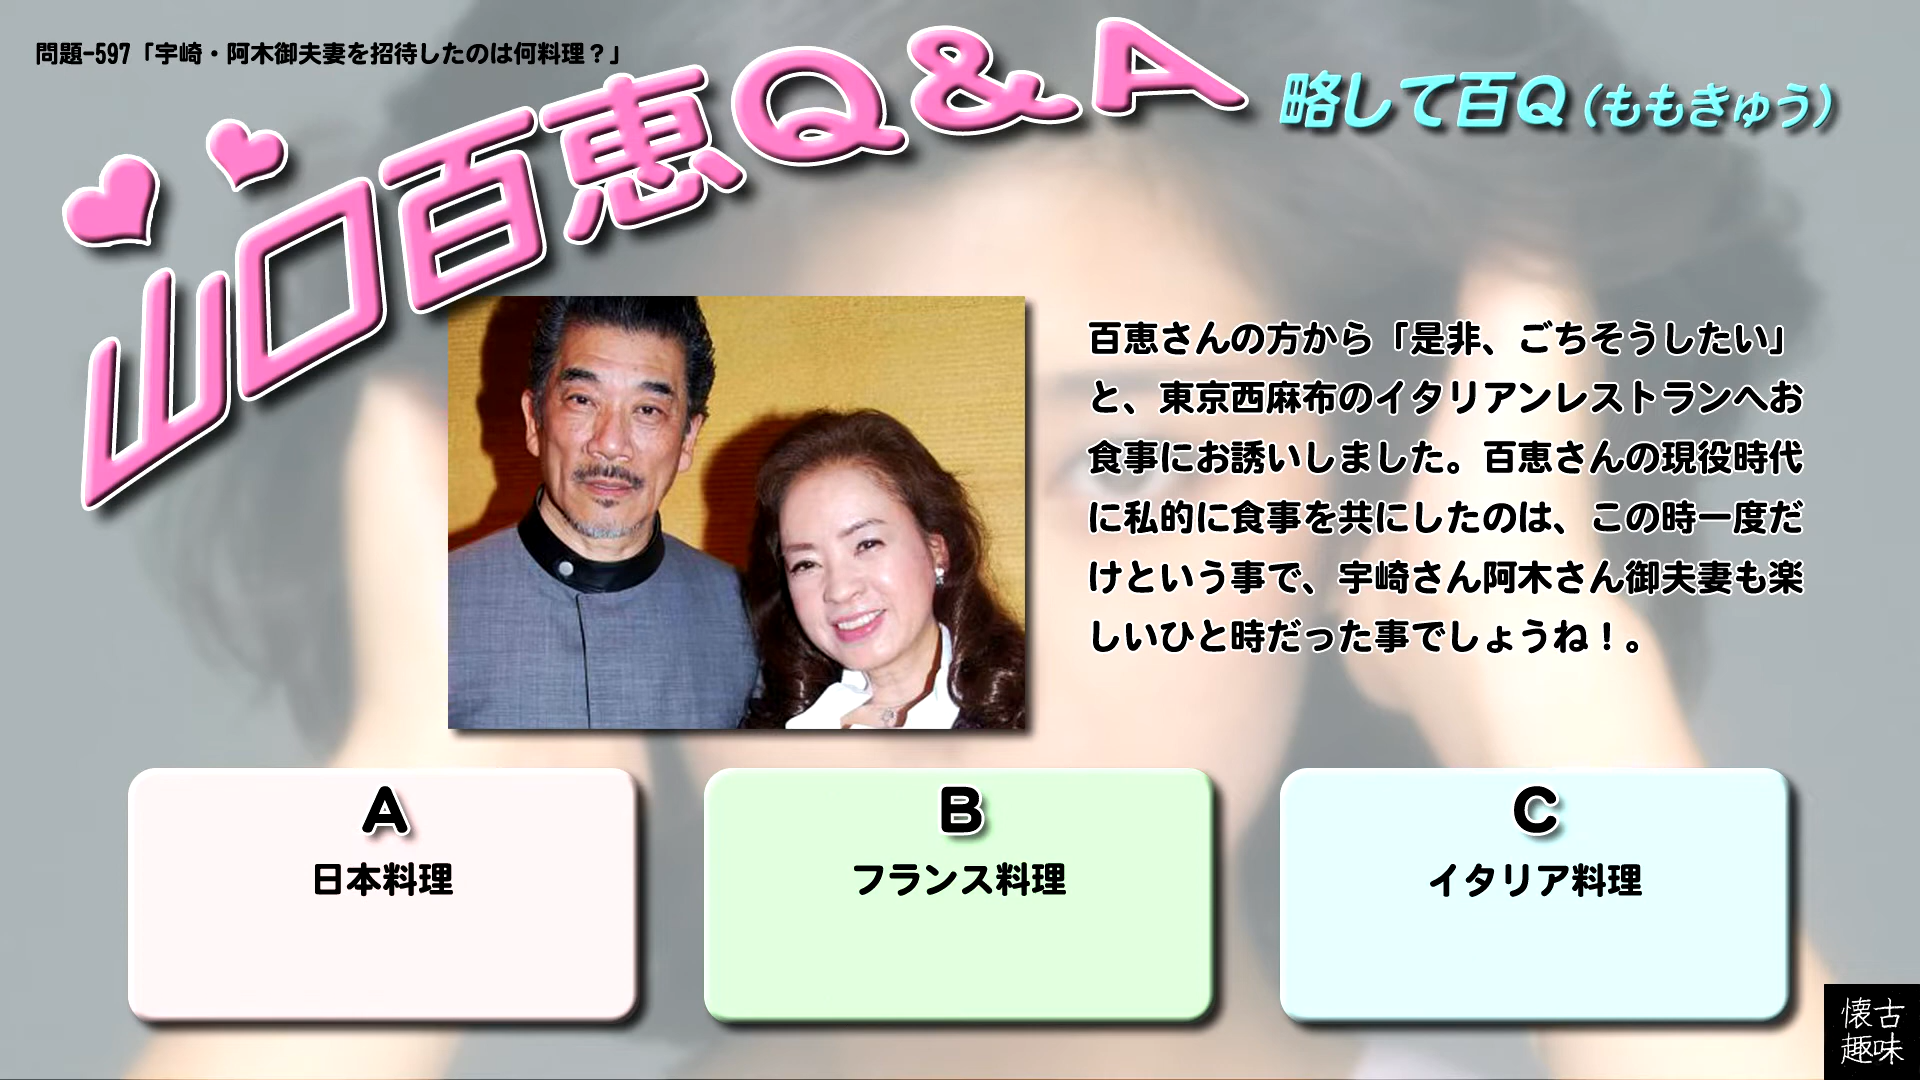 問題-597「宇崎・阿木御夫妻を招待したのは何料理？」
山口百恵Q&A
略して百Q（ももきゅう）
百恵さんの方から「是非、ごちそうしたい」
と、東京西麻布のイタリアンレストランへお
食事にお誘いしました。百恵さんの現役時代
に私的に食事を共にしたのは、この時一度だ
けという事で、宇崎さん阿木さん御夫妻も楽
しいひと時だった事でしょうね！。
A
日本料理
B
フランス料理
C
イタリア料理
懐古
趣味